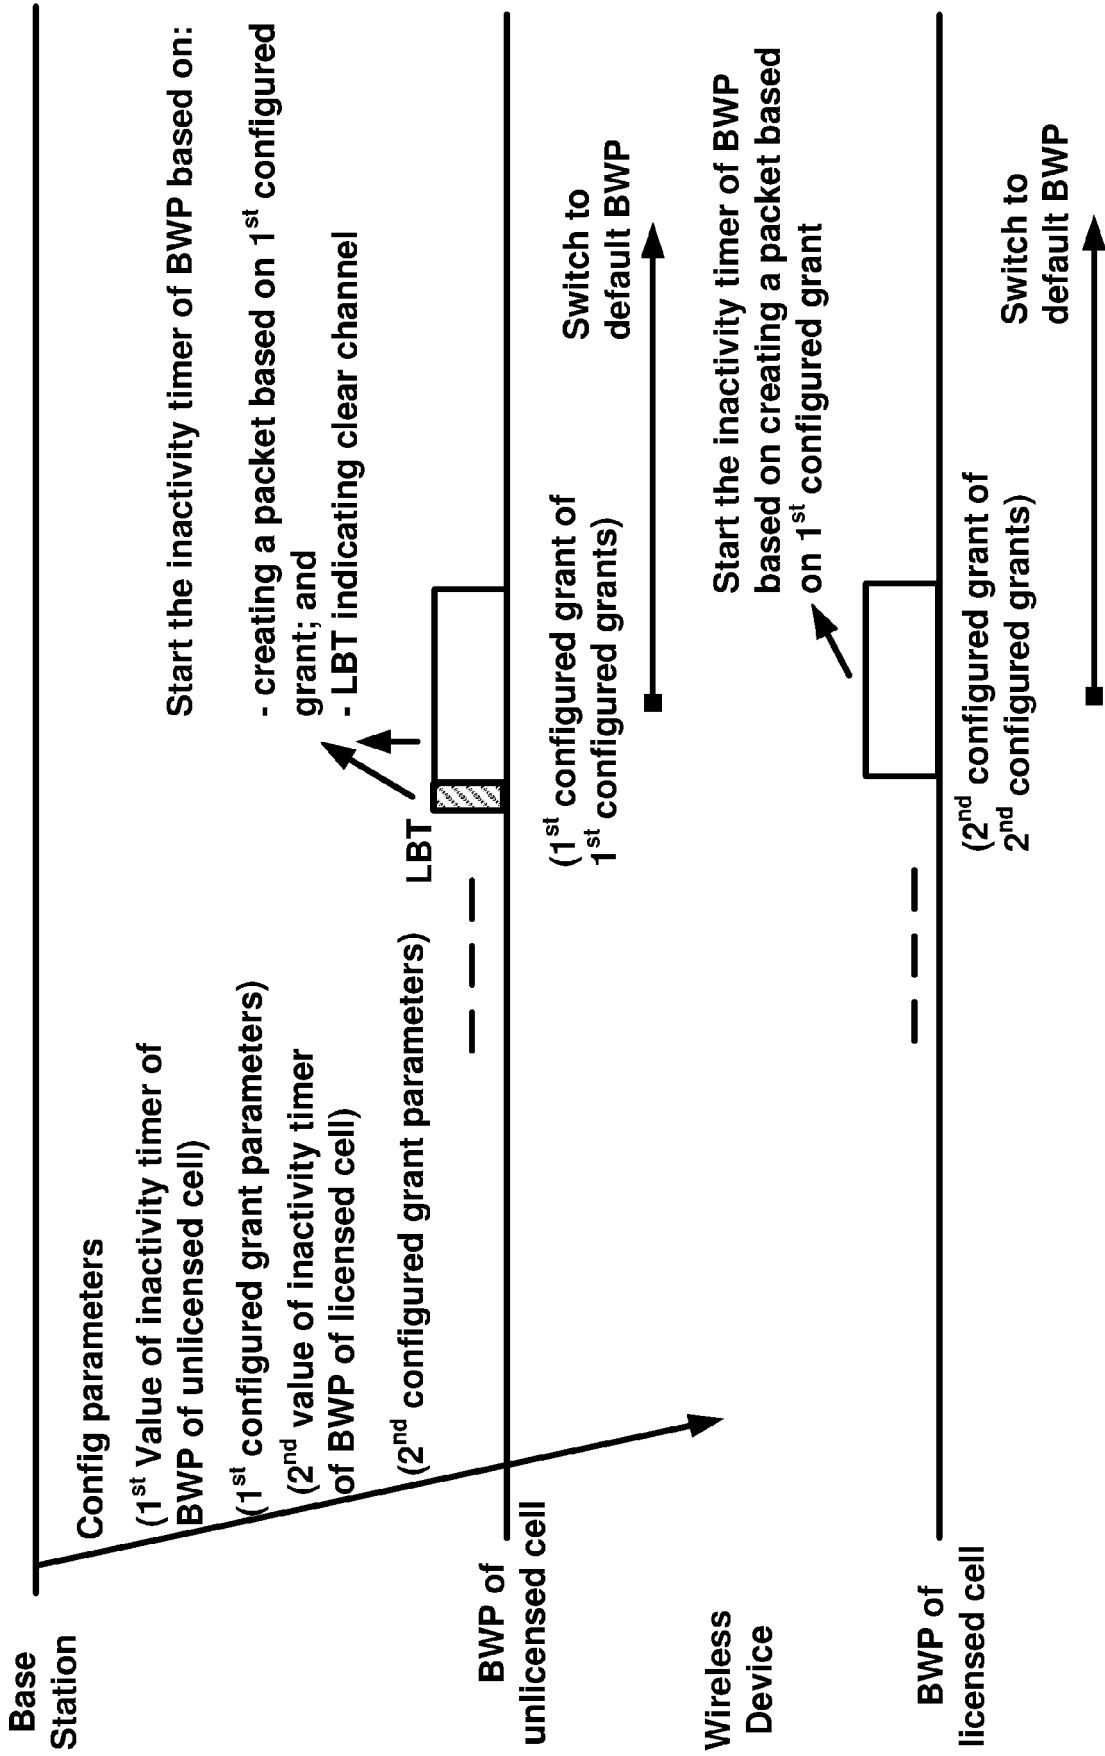 Base
Station
Config parameters
(1st Value of inactivity timer of
BWP of unlicensed cell)
(1st configured grant parameters)
(2nd value of inactivity timer
of BWP of licensed cell)
(2nd configured grant parameters)
Start the inactivity timer of BWP based on:
- creating a packet based on 1st configured
grant; and
- LBT indicating clear channel
LBT
BWP of
unlicensed cell
(1st configured grant of
1st configured grants)
Switch to
default BWP
Wireless
Device
Start the inactivity timer of BWP
based on creating a packet based
on 1st configured grant
BWP of
licensed cell
(2nd configured grant of
2nd configured grants)
Switch to
default BWP